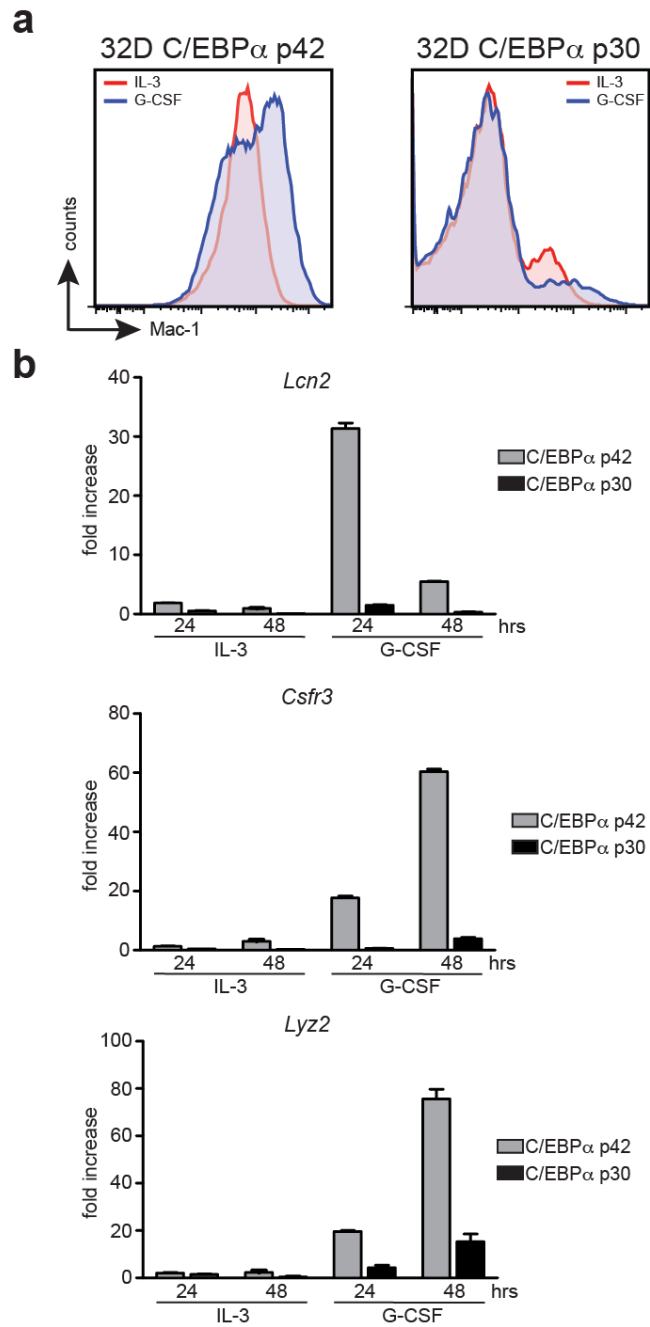 a
32D C/EBPα p42
32D C/EBPα p30
IL-3
G-CSF
IL-3
G-CSF
counts
Mac-1
b
Lcn2
40
30
20
10
0
fold increase
C/EBPα p42
C/EBPα p30
24 48 24 48 hrs
IL-3 G-CSF
Csfr3
80
60
40
20
0
fold increase
C/EBPα p42
C/EBPα p30
24 48 24 48 hrs
IL-3 G-CSF
Lyz2
100
80
60
40
20
0
fold increase
C/EBPα p42
C/EBPα p30
24 48 24 48 hrs
IL-3 G-CSF